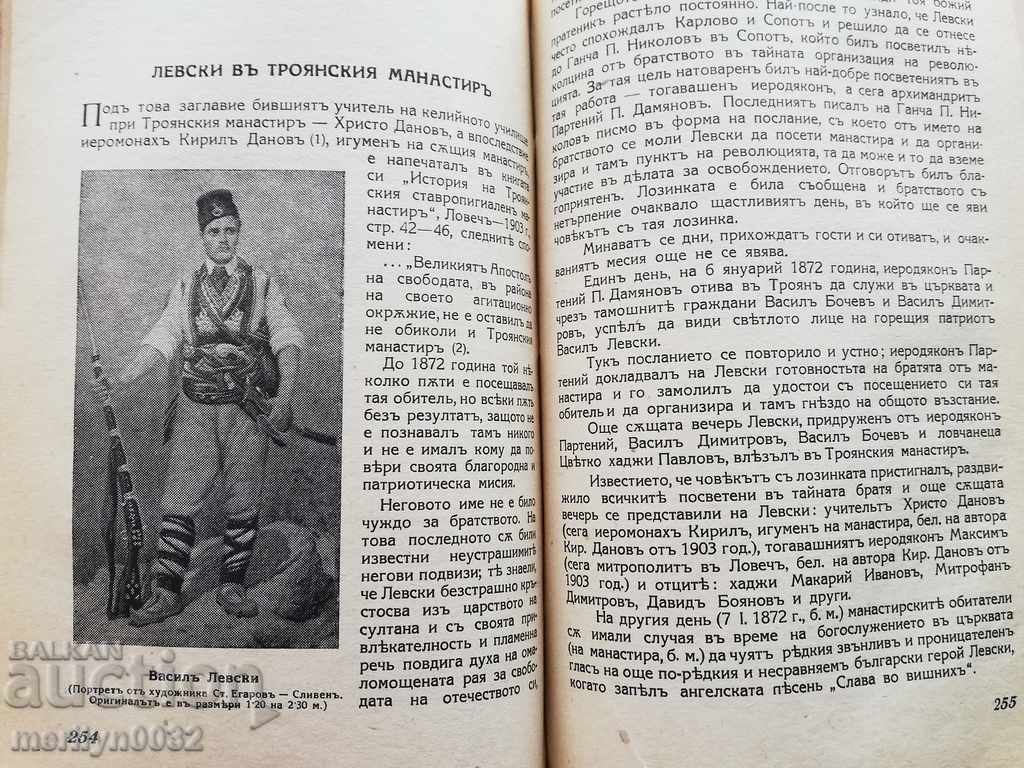 ЛЕВСКИ ВЪ ТРОЯНСКИЯ МАНАСТИРЪ
Подъ това заглавие бившиятъ учитель на келийното училище
при Троянския манастиръ — Христо Дановъ, а впоследствие
иеромонахъ Кирилъ Дановъ (1), игуменъ на сѫщия манастиръ,
е напечаталъ въ книгата
си „История на Троян-
ския ставропигиаленъ ма-
настиръ“, Ловечъ—1903 г.,
стр. 42—46, следнитѣ спо-
мени:
...„Великиятъ Апостолъ
на свободата, въ района
на своето агитационно
окрѫжие, не е оставилъ да
не обиколи и Троянския
манастиръ (2).
До 1872 година той нѣ-
колко пѫти е посещавалъ
тая обитель, но всѣки пѫть
безъ резултатъ, защото не
е познавалъ тамъ никого
и не е ималъ кому да по-
вѣри своята благородна и
патриотическа мисия.
Неговото име не е било
чуждо за братството. На
това последното сѫ били
известни неустрашимитѣ
негови подвизи; тѣ знаели,
че Левски безстрашно кръ-
стосва изъ царството на
султана и съ своята при-
влѣкателность и пламенна
речь повдига духа на ома-
ломощената рая за свобо-
дата на отечеството си,
Василъ Левски
(Портретъ отъ художника Ст. Егаровъ — Сливенъ.
Оригиналътъ е въ размѣри 1·20 на 2·30 м.)
254
Горещото
пратеникъ растѣло постоянно. Най-после то узнало, че Левски
често спохождалъ Карлово и Сопотъ и решило да се отнесе
до Ганча П. Николовъ въ Сопотъ, който билъ посветилъ нѣ-
колцина отъ братството въ тайната организация на револю-
цията. За тая цель натоваренъ билъ най-добре посветениятъ въ
тая работа — тогавашенъ иеродяконъ, а сега архимандритъ
Партений П. Дамяновъ. Последниятъ писалъ на Ганча П. Ни-
коловъ писмо въ форма на послание, съ което отъ името на
братството се моли Левски да посети манастира и да органи-
зира и тамъ пунктъ на революцията, та да може и то да вземе
участие въ дѣлата за освобождението. Отговорътъ билъ бла-
гоприятенъ. Лозинката е била съобщена и братството съ
нетърпение очаквало щастливиятъ день, въ който ще се яви
човѣкътъ съ тая лозинка.
Минаватъ се дни, прихождатъ гости и си отиватъ, и очак-
ваниятъ месия още не се явява.
Единъ день, на 6 януарий 1872 година, иеродяконъ Пар-
тений П. Дамяновъ отива въ Троянъ да служи въ църквата и
чрезъ тамошнитѣ граждани Василъ Бочевъ и Василъ Димит-
ровъ, успѣлъ да види свѣтлото лице на горещия патриотъ
Василъ Левски.
Тукъ посланието се повторило и устно; иеродяконъ Пар-
тений докладвалъ на Левски готовностьта на братята отъ ма-
настира и го замолилъ да удостои съ посещението си тая
обитель и да организира и тамъ гнѣздо на общото възстание.
Още сѫщата вечерь Левски, придруженъ отъ иеродяконъ
Партений, Василъ Димитровъ, Василъ Бочевъ и ловчанеца
Цвѣтко хаджи Павловъ, влѣзълъ въ Троянския манастиръ.
Известието, че човѣкътъ съ лозинката пристигналъ, раздви-
жило всичкитѣ посветени въ тайната братя и още сѫщата
вечерь се представили на Левски: учительтъ Христо Дановъ
(сега иеромонахъ Кирилъ, игуменъ на манастира, бел. на автора
Кир. Дановъ отъ 1903 год.), тогавашниятъ иеродяконъ Максимъ
(сега митрополитъ въ Ловечъ, бел. на автора Кир. Дановъ отъ
1903 год.) и отцитѣ: хаджи Макарий Ивановъ, Митрофанъ
Димитровъ, Давидъ Бояновъ и други.
На другия день (7 I. 1872 г., б. м.) манастирскитѣ обитатели
сѫ имали случая въ време на богослужението въ църквата
(на манастира, б. м.) да чуятъ рѣдкия звънливъ и проницателенъ
гласъ на още по-рѣдкия и несравняемъ български герой Левски,
когато запѣлъ ангелската пѣсень „Слава во вишнихъ“.
255
BALKAN
auction
merilyn0032